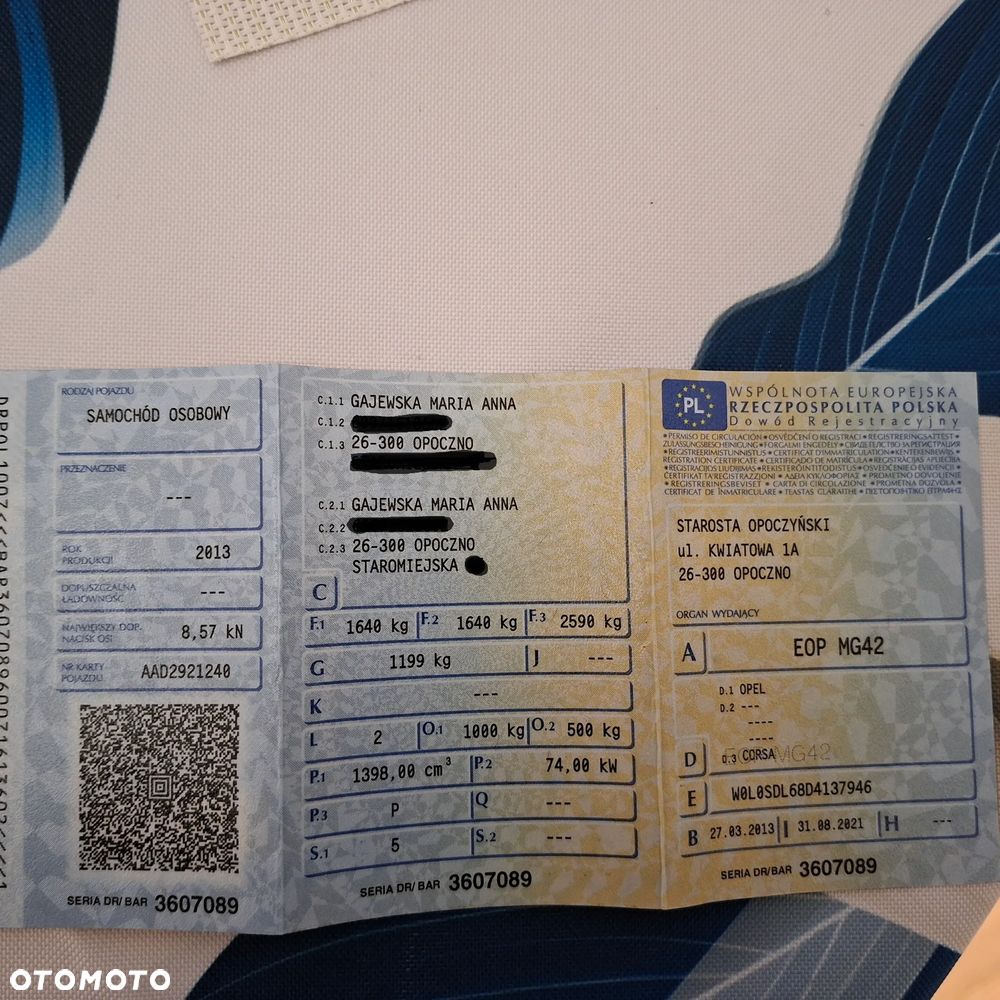 RODZAJ POJAZDU
SAMOCHÓD OSOBOWY
PRZEZNACZENIE
---
ROK PRODUKCJI
2013
DOPUSZCZALNA ŁADOWNOŚĆ
---
NAJWIĘKSZY DOP. NACISK OSI
8,57 kN
NR KARTY POJAZDU
AAD2921240
SERIA DR/BAR 3607089
C.1.1 GAJEWSKA MARIA ANNA
C.1.2
C.1.3 26-300 OPOCZNO
C.2.1 GAJEWSKA MARIA ANNA
C.2.2
C.2.3 26-300 OPOCZNO
STAROMIEJSKA
C
F.1 1640 kg F.2 1640 kg F.3 2590 kg
G 1199 kg J ---
K ---
L 2 O.1 1000 kg O.2 500 kg
P.1 1398,00 cm³ P.2 74,00 kW
P.3 P Q ---
S.1 5 S.2 ---
SERIA DR/BAR 3607089
PL
WSPÓLNOTA EUROPEJSKA
RZECZPOSPOLITA POLSKA
Dowód Rejestracyjny
STAROSTA OPOCZYŃSKI
ul. KWIATOWA 1A
26-300 OPOCZNO
ORGAN WYDAJĄCY
A EOP MG42
D.1 OPEL
D.2 ---
----
----
D D.3 CORSA
E W0L0SDL68D4137946
B 27.03.2013 I 31.08.2021 H ---
SERIA DR/BAR 3607089
OTOMOTO